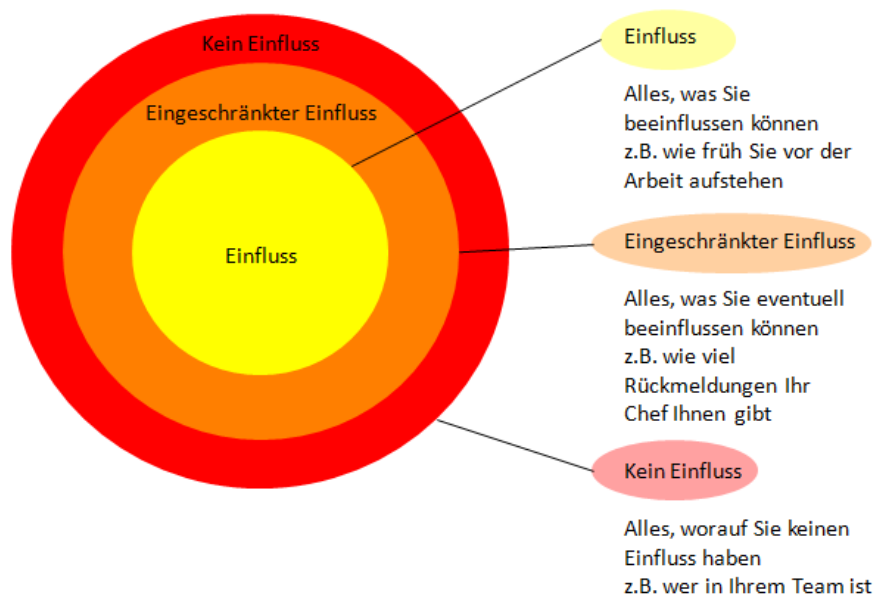 Kein Einfluss
Eingeschränkter Einfluss
Einfluss
Einfluss
Alles, was Sie
beeinflussen können
z.B. wie früh Sie vor der
Arbeit aufstehen
Eingeschränkter Einfluss
Alles, was Sie eventuell
beeinflussen können
z.B. wie viel
Rückmeldungen Ihr
Chef Ihnen gibt
Kein Einfluss
Alles, worauf Sie keinen
Einfluss haben
z.B. wer in Ihrem Team ist